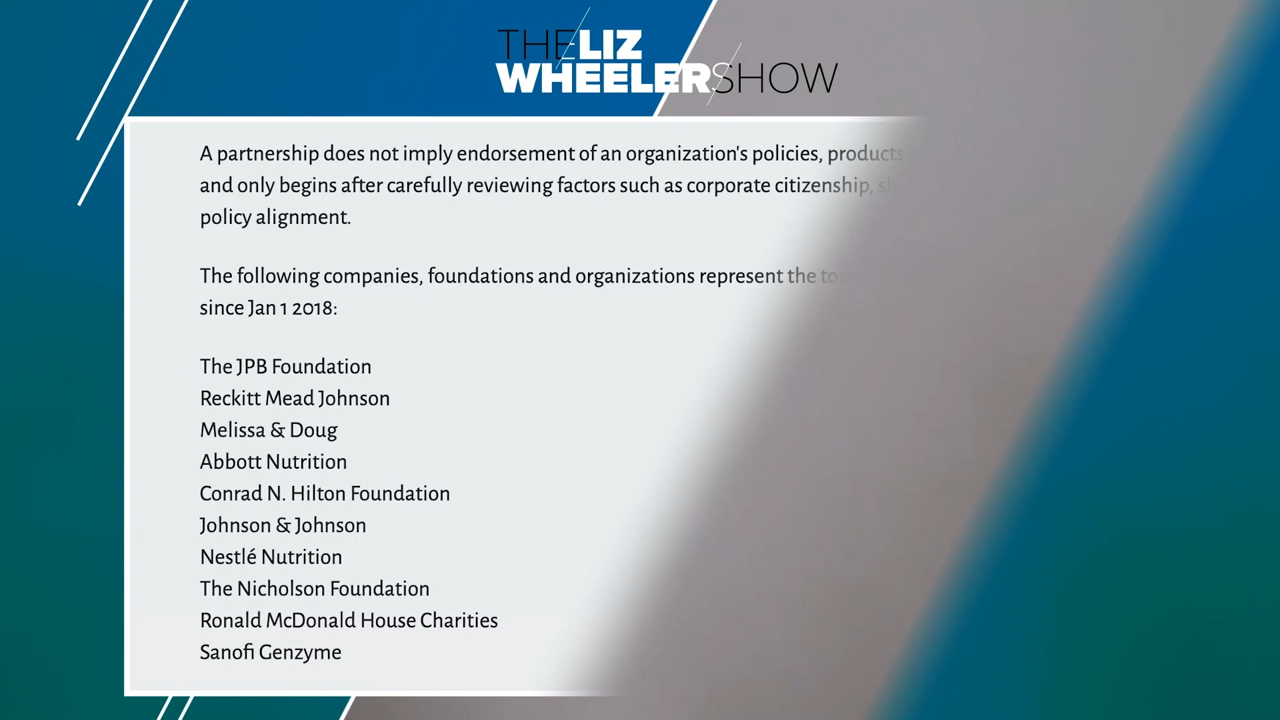 THE LIZ
WHEELER SHOW
A partnership does not imply endorsement of an organization's policies, products
and only begins after carefully reviewing factors such as corporate citizenship,
policy alignment.
The following companies, foundations and organizations represent the
since Jan 1 2018:
The JPB Foundation
Reckitt Mead Johnson
Melissa & Doug
Abbott Nutrition
Conrad N. Hilton Foundation
Johnson & Johnson
Nestlé Nutrition
The Nicholson Foundation
Ronald McDonald House Charities
Sanofi Genzyme